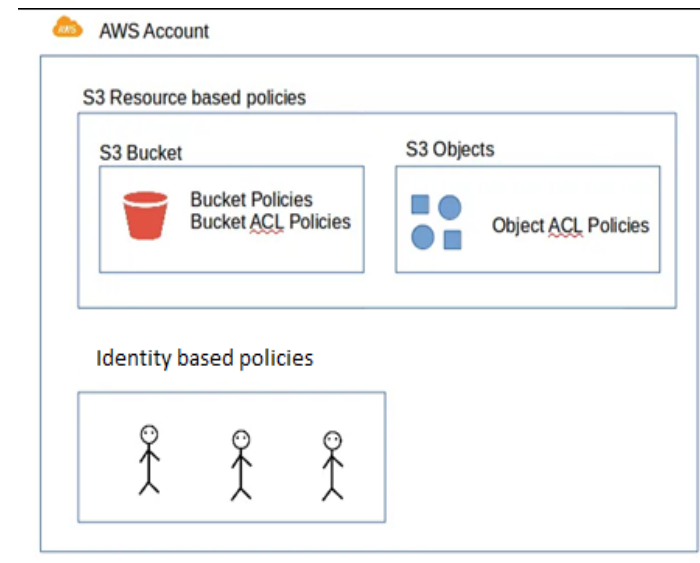 AWS
AWS Account
S3 Resource based policies
S3 Bucket
Bucket Policies
Bucket ACL Policies
S3 Objects
Object ACL Policies
Identity based policies